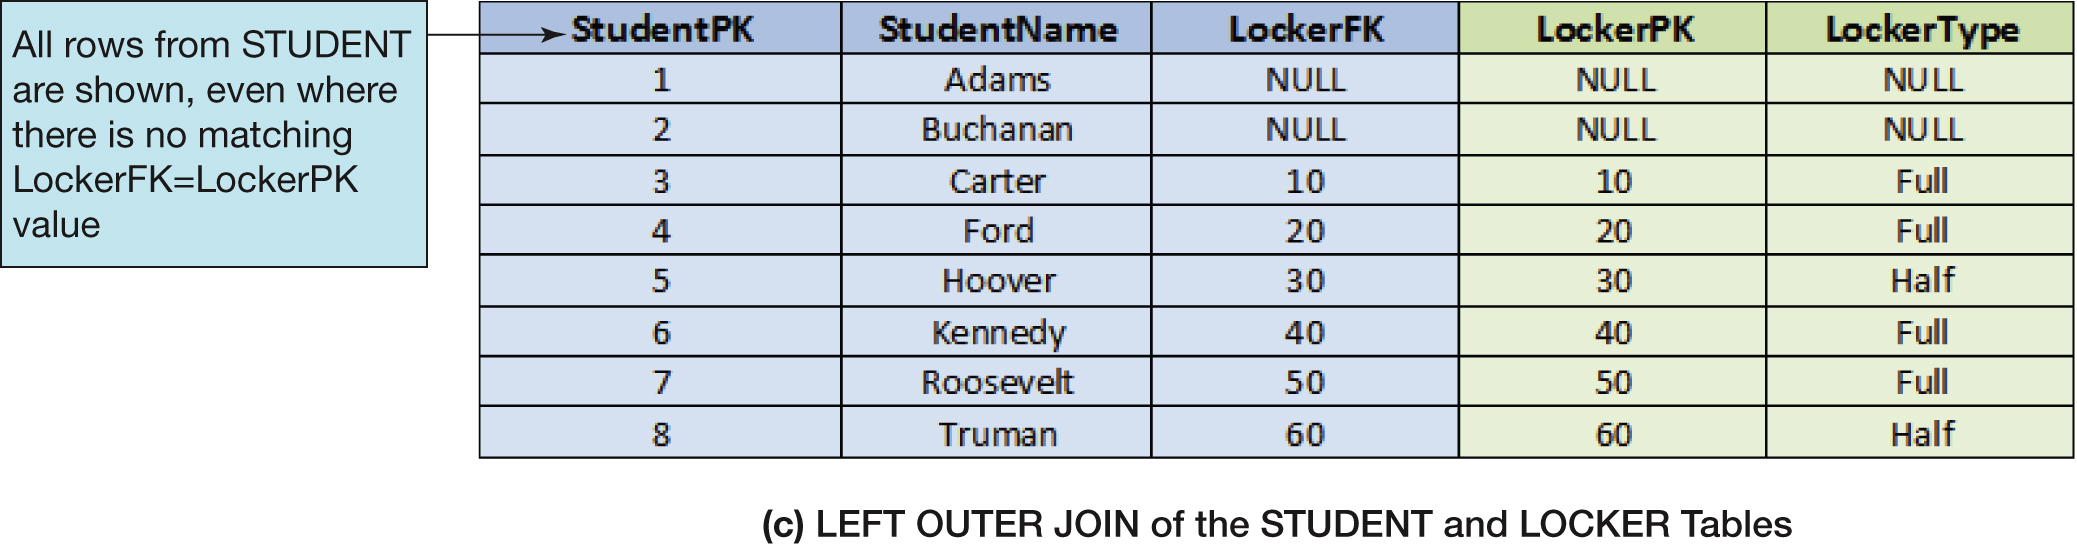 All rows from STUDENT
are shown, even where
there is no matching
LockerFK=LockerPK
value
StudentPK StudentName LockerFK LockerPK LockerType
1 Adams NULL NULL NULL
2 Buchanan NULL NULL NULL
3 Carter 10 10 Full
4 Ford 20 20 Full
5 Hoover 30 30 Half
6 Kennedy 40 40 Full
7 Roosevelt 50 50 Full
8 Truman 60 60 Half
(c) LEFT OUTER JOIN of the STUDENT and LOCKER Tables